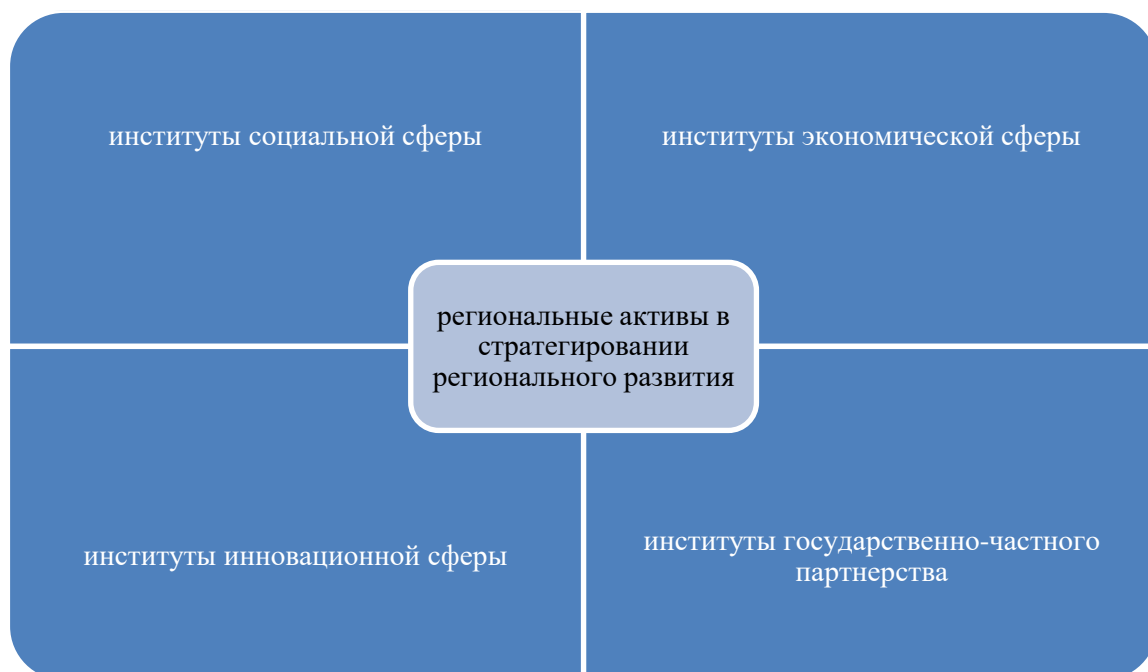 институты социальной сферы
институты экономической сферы
региональные активы в
стратегировании
регионального развития
институты инновационной сферы
институты государственно-частного
партнерства